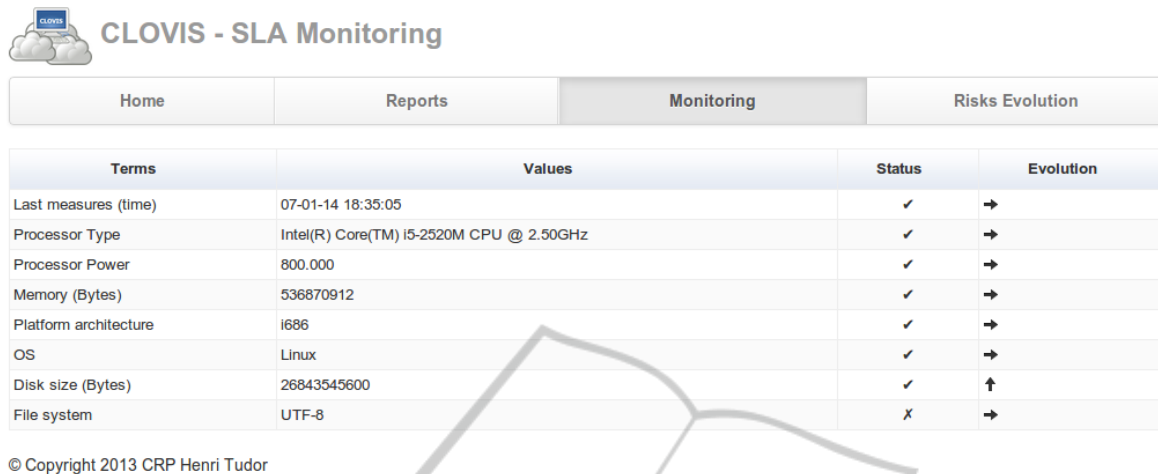 CLOVIS
CLOVIS - SLA Monitoring
Home Reports Monitoring Risks Evolution
Terms Values Status Evolution
Last measures (time) 07-01-14 18:35:05 ✔ 
Processor Type Intel(R) Core(TM) i5-2520M CPU @ 2.50GHz ✔
Processor Power 800.000 ✔
Memory (Bytes) 536870912 ✔
Platform architecture i686 ✔
OS Linux ✔
Disk size (Bytes) 26843545600 ✔
File system UTF-8 ✗
© Copyright 2013 CRP Henri Tudor